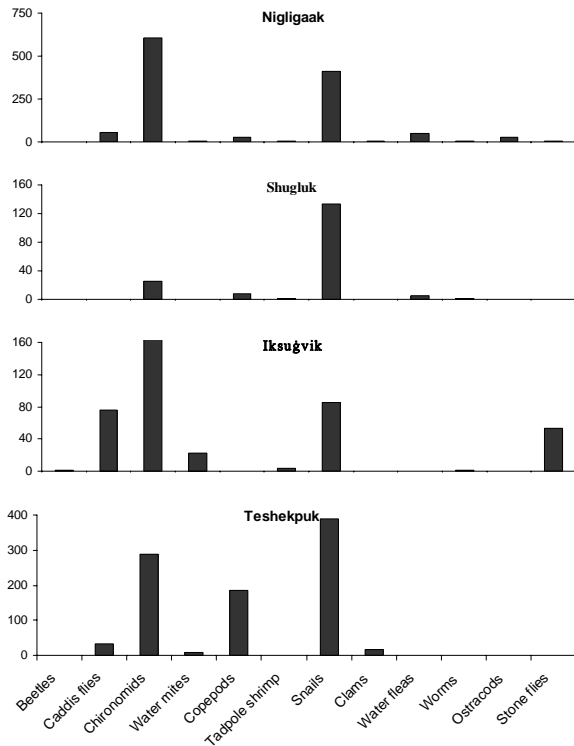 Nigligaak
750
500
250
0
Shugluk
160
120
80
40
0
Iksuġvik
160
120
80
40
0
Teshekpuk
400
300
200
100
0
Beetles
Caddis flies
Chironomids
Water mites
Copepods
Tadpole shrimp
Snails
Clams
Water fleas
Worms
Ostracods
Stone flies